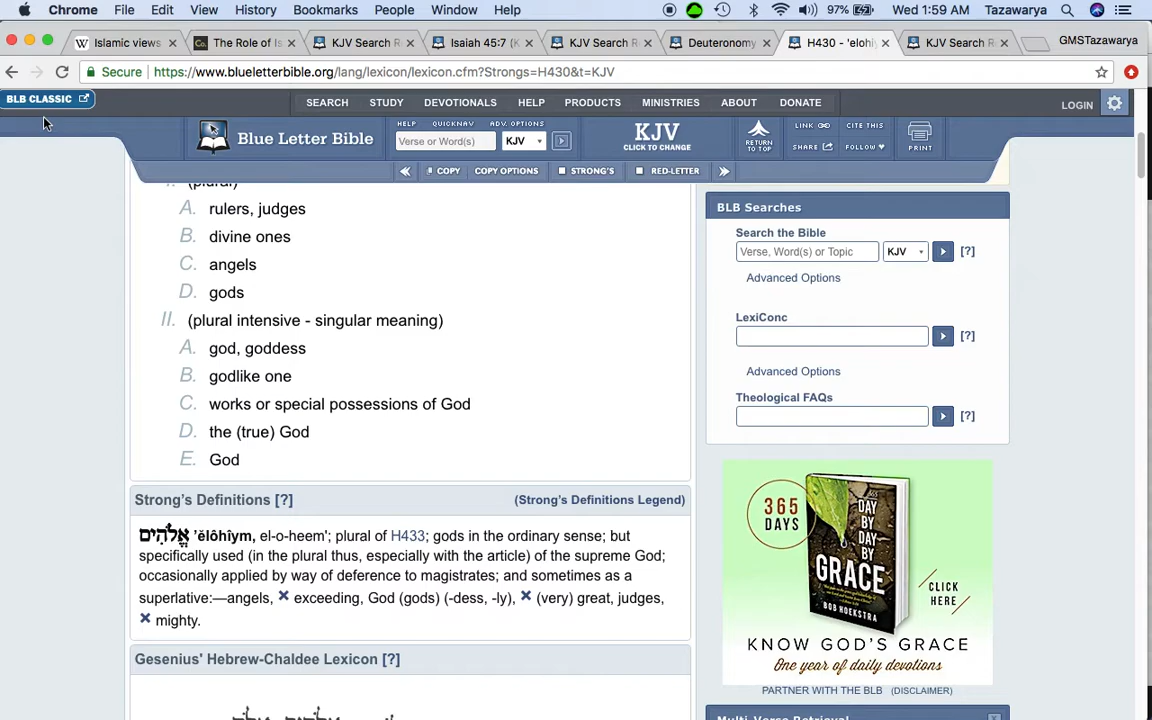 Chrome File Edit View History Bookmarks People Window Help 97% Wed 1:59 AM Tazawarya
Islamic views The Role of Is KJV Search R Isaiah 45:7 (K KJV Search R Deuteronomy H430 - 'elohiy KJV Search R GMSTazawarya
Secure https://www.blueletterbible.org/lang/lexicon/lexicon.cfm?Strongs=H430&t=KJV
BLB CLASSIC SEARCH STUDY DEVOTIONALS HELP PRODUCTS MINISTRIES ABOUT DONATE LOGIN
HELP QUICKNAV ADV. OPTIONS
Blue Letter Bible Verse or Word(s) KJV KJV CLICK TO CHANGE RETURN TO TOP LINK CITE THIS SHARE FOLLOW PRINT
COPY COPY OPTIONS STRONG'S RED-LETTER
(plural)
A. rulers, judges
B. divine ones
C. angels
D. gods
II. (plural intensive - singular meaning)
A. god, goddess
B. godlike one
C. works or special possessions of God
D. the (true) God
E. God
Strong's Definitions [?] (Strong's Definitions Legend)
אֱלֹהִים 'ĕlôhîym, el-o-heem'; plural of H433; gods in the ordinary sense; but
specifically used (in the plural thus, especially with the article) of the supreme God;
occasionally applied by way of deference to magistrates; and sometimes as a
superlative:—angels, × exceeding, God (gods) (-dess, -ly), × (very) great, judges,
× mighty.
Gesenius' Hebrew-Chaldee Lexicon [?]
BLB Searches
Search the Bible
Verse, Word(s) or Topic KJV [?]
Advanced Options
LexiConc
[?]
Advanced Options
Theological FAQs
[?]
365
DAYS
DAY
BY
DAY
BY
GRACE
BOB HOEKSTRA
CLICK
HERE
KNOW GOD'S GRACE
One year of daily devotions
PARTNER WITH THE BLB (DISCLAIMER)
Multi-Verse Retrieval